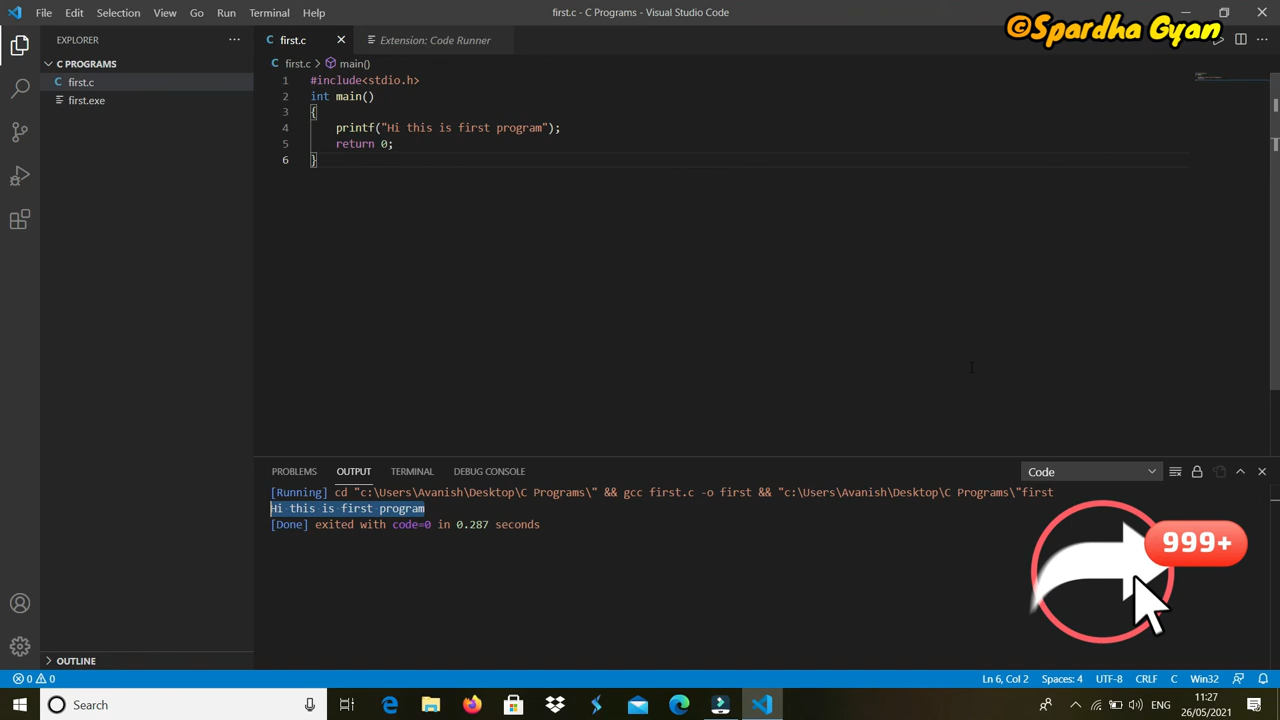 File Edit Selection View Go Run Terminal Help
first.c - C Programs - Visual Studio Code
©Spardha Gyan
EXPLORER
C PROGRAMS
first.c
first.exe
OUTLINE
first.c
Extension: Code Runner
first.c > main()
1 #include<stdio.h>
2 int main()
3 {
4 printf("Hi this is first program");
5 return 0;
6 }
PROBLEMS OUTPUT TERMINAL DEBUG CONSOLE
Code
[Running] cd "c:\Users\Avanish\Desktop\C Programs\" && gcc first.c -o first && "c:\Users\Avanish\Desktop\C Programs\"first
Hi this is first program
[Done] exited with code=0 in 0.287 seconds
999+
0 0
Ln 6, Col 2 Spaces: 4 UTF-8 CRLF C Win32
Search
ENG
11:27
26/05/2021